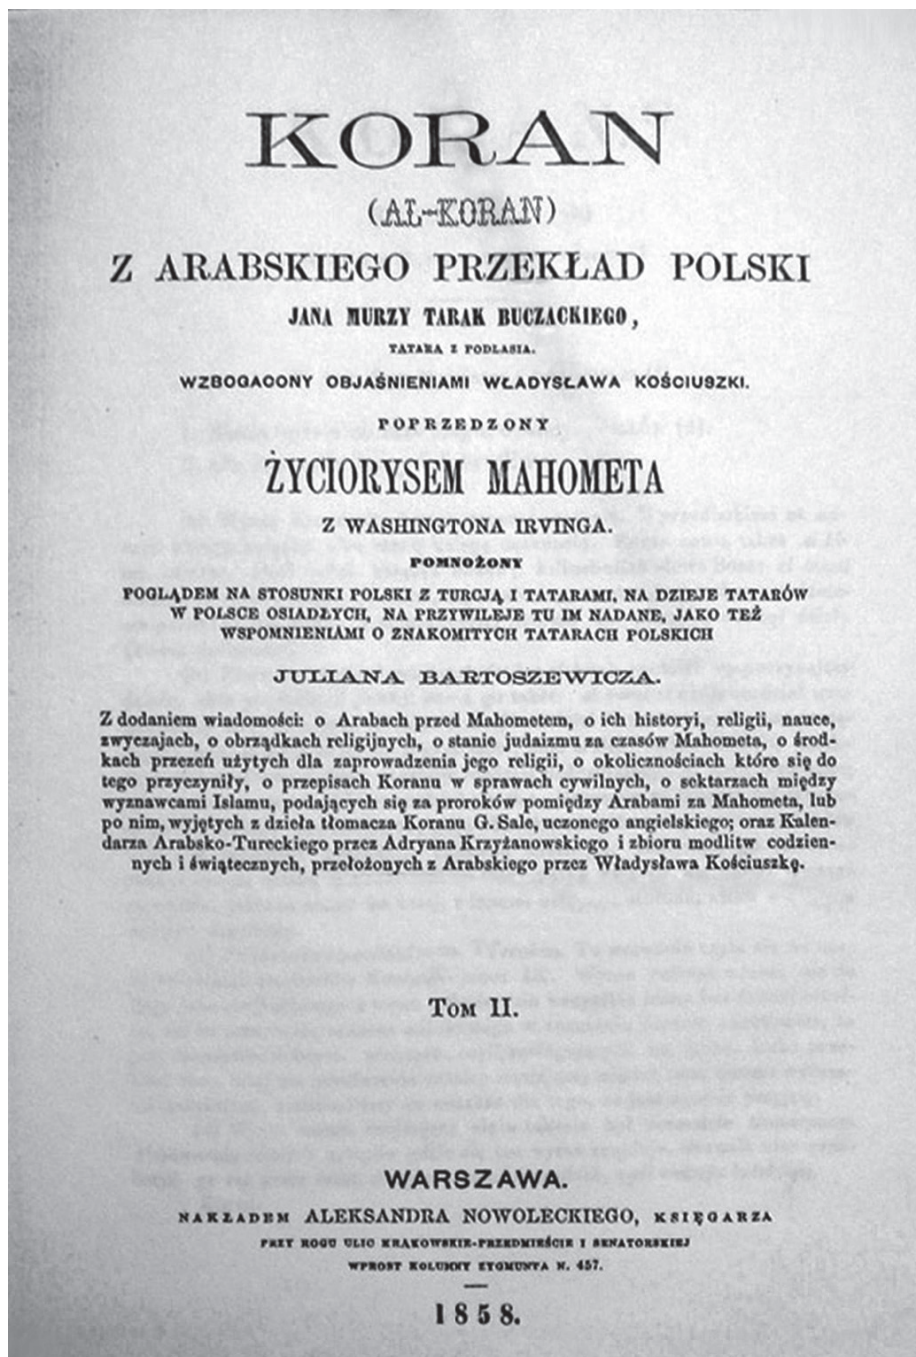 KORAN
(AL-KORAN)
Z ARABSKIEGO PRZEKŁAD POLSKI
JANA MURZY TARAK BUCZACKIEGO,
TATARA Z PODLASIA.
WZBOGACONY OBJAŚNIENIAMI WŁADYSŁAWA KOŚCIUSZKI.
POPRZEDZONY
ŻYCIORYSEM MAHOMETA
Z WASHINGTONA IRVINGA.
POMNOŻONY
POGLĄDEM NA STOSUNKI POLSKI Z TURCJĄ I TATARAMI, NA DZIEJE TATARÓW
W POLSCE OSIADŁYCH, NA PRZYWILEJE TU IM NADANE, JAKO TEŻ
WSPOMNIENIAMI O ZNAKOMITYCH TATARACH POLSKICH
JULIANA BARTOSZEWICZA.
Z dodaniem wiadomości: o Arabach przed Mahometem, o ich historyi, religii, nauce,
zwyczajach, o obrządkach religijnych, o stanie judaizmu za czasów Mahometa, o środ-
kach przezeń użytych dla zaprowadzenia jego religii, o okolicznościach które się do
tego przyczyniły, o przepisach Koranu w sprawach cywilnych, o sektarzach między
wyznawcami Islamu, podających się za proroków pomiędzy Arabami za Mahometa, lub
po nim, wyjętych z dzieła tłomacza Koranu G. Sale, uczonego angielskiego; oraz Kalen-
darza Arabsko-Tureckiego przez Adryana Krzyżanowskiego i zbioru modlitw codzien-
nych i świątecznych, przełożonych z Arabskiego przez Władysława Kościuszkę.
TOM II.
WARSZAWA.
NAKŁADEM ALEKSANDRA NOWOLECKIEGO, KSIĘGARZA
PRZY ROGU ULIC KRAKOWSKIE-PRZEDMIEŚCIE I SENATORSKIEJ
WPROST KOLUMNY ZYGMUNTA N. 457.
1858.